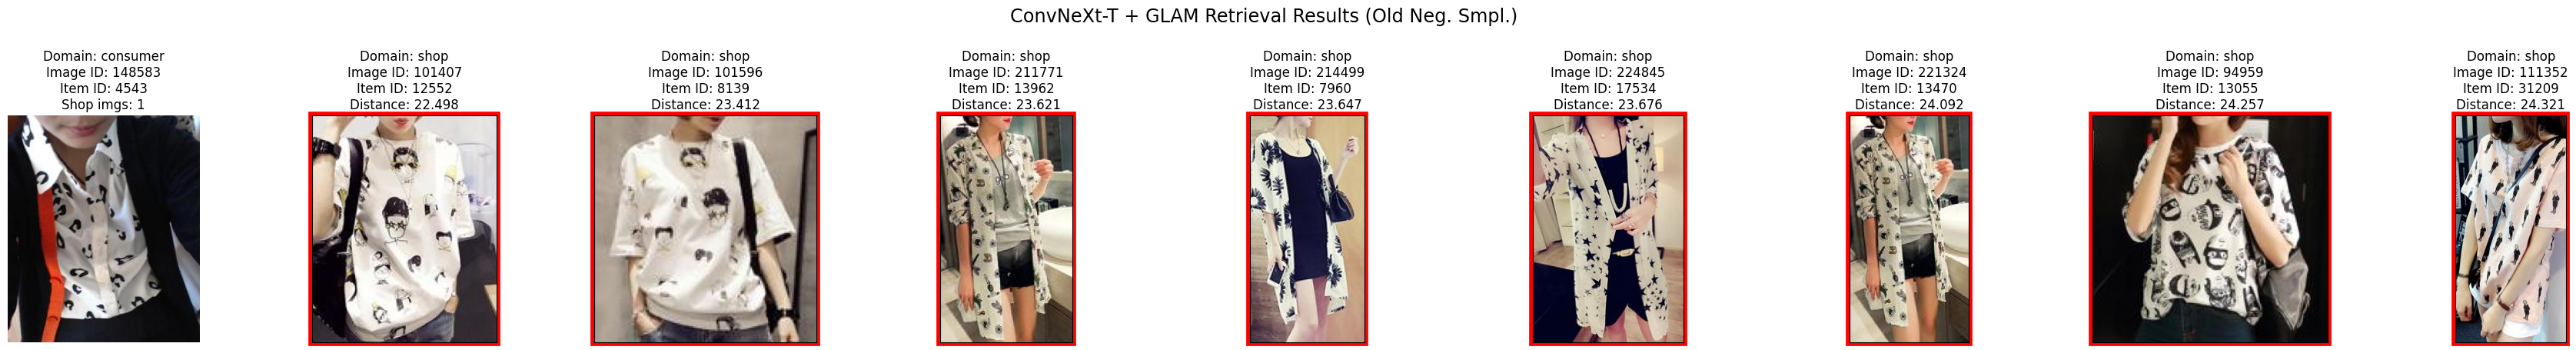 ConvNeXt-T + GLAM Retrieval Results (Old Neg. Smpl.)
Domain: consumer
Image ID: 148583
Item ID: 4543
Shop imgs: 1
Domain: shop
Image ID: 101407
Item ID: 12552
Distance: 22.498
Domain: shop
Image ID: 101596
Item ID: 8139
Distance: 23.412
Domain: shop
Image ID: 211771
Item ID: 13962
Distance: 23.621
Domain: shop
Image ID: 214499
Item ID: 7960
Distance: 23.647
Domain: shop
Image ID: 224845
Item ID: 17534
Distance: 23.676
Domain: shop
Image ID: 221324
Item ID: 13470
Distance: 24.092
Domain: shop
Image ID: 94959
Item ID: 13055
Distance: 24.257
Domain: shop
Image ID: 111352
Item ID: 31209
Distance: 24.321